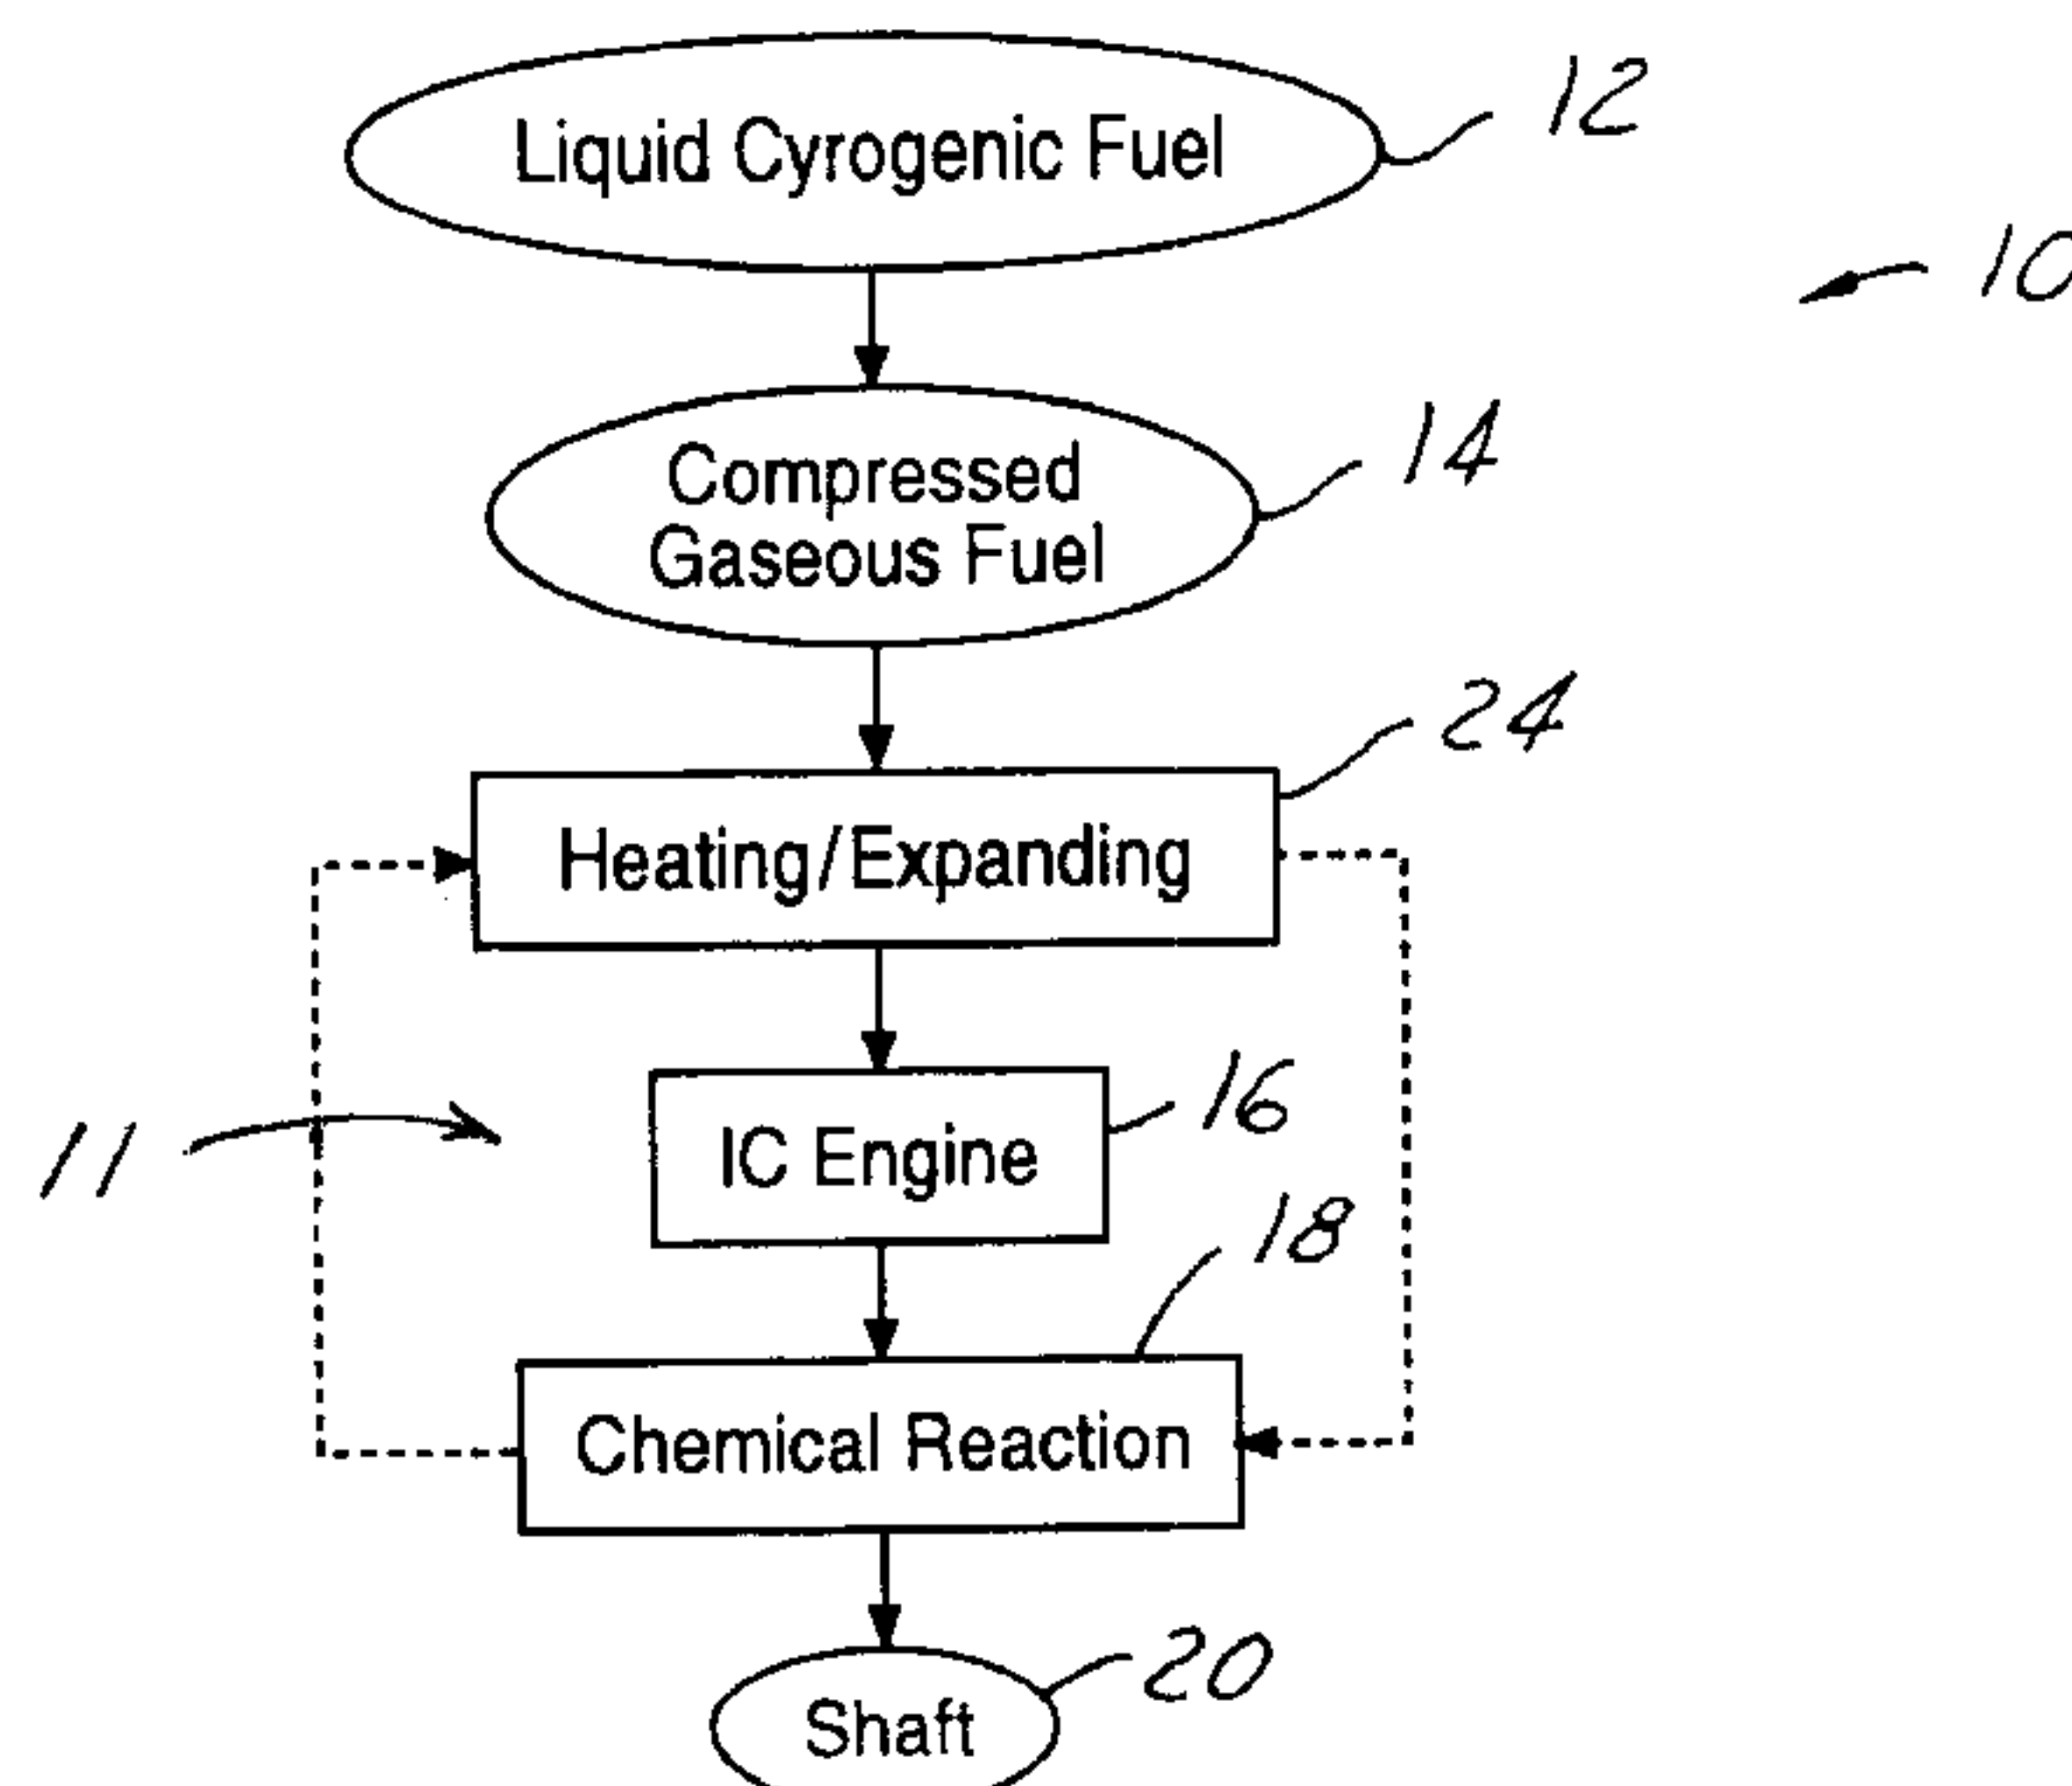 Liquid Cyrogenic Fuel
12
10
Compressed
Gaseous Fuel
14
24
Heating/Expanding
16
11
IC Engine
18
Chemical Reaction
20
Shaft